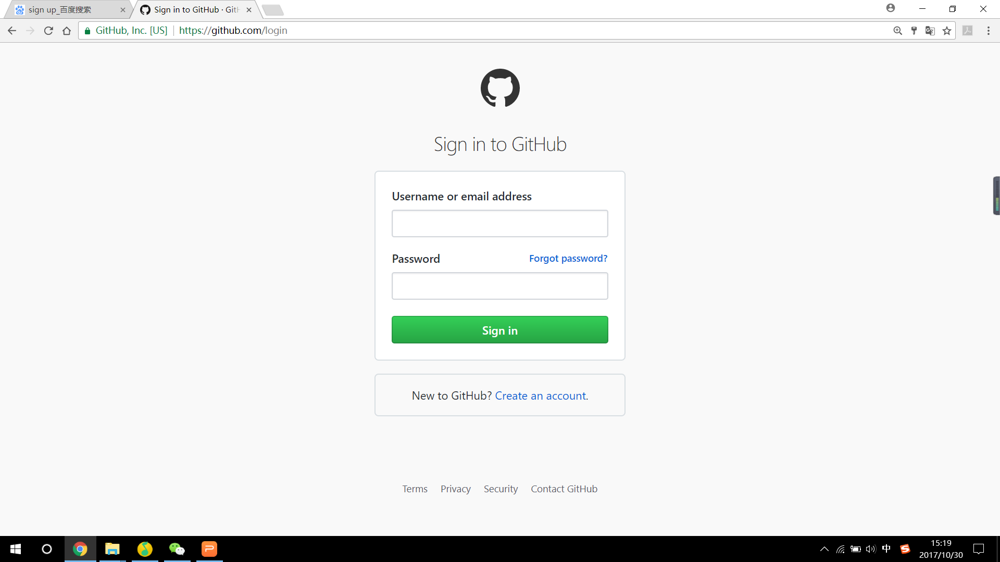 sign up_百度搜索
Sign in to GitHub · GitH
GitHub, Inc. [US] https://github.com/login
Sign in to GitHub
Username or email address
Password Forgot password?
Sign in
New to GitHub? Create an account.
Terms Privacy Security Contact GitHub
中
15:19
2017/10/30